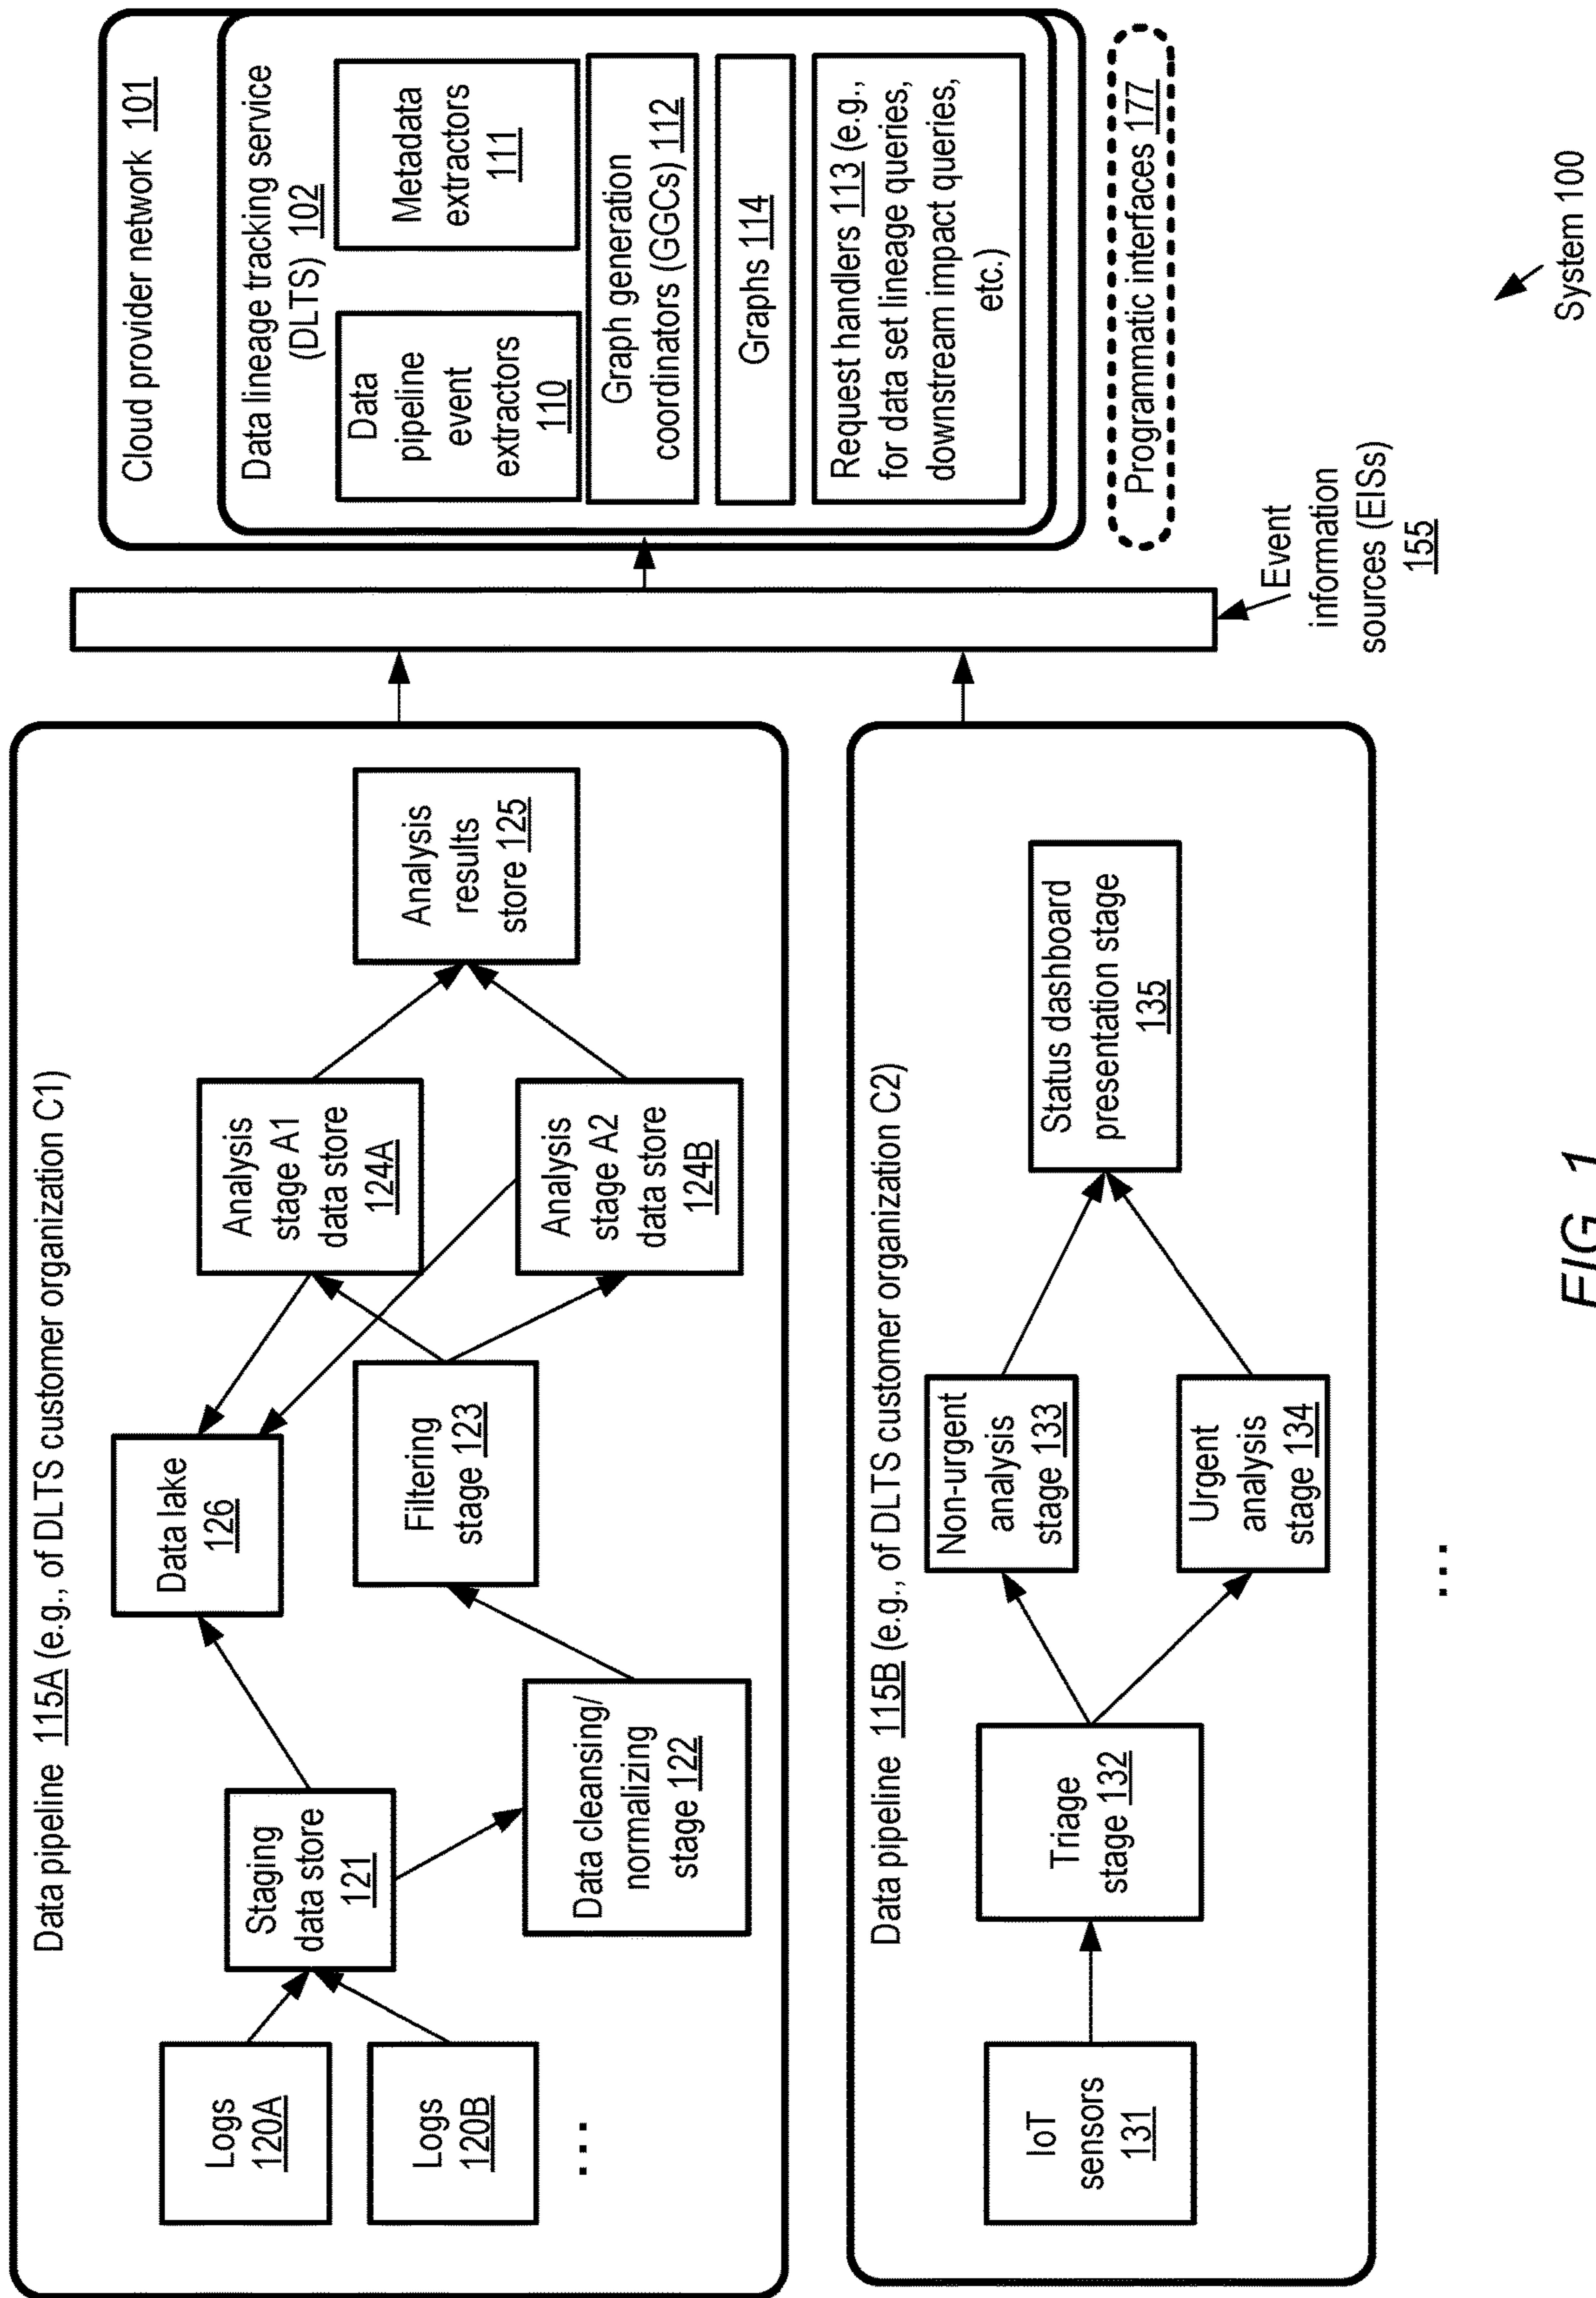 Data pipeline 115A (e.g., of DLTS customer organization C1)
Logs
120A
Logs
120B
...
Staging
data store
121
Data lake
126
Data cleansing/
normalizing
stage 122
Filtering
stage 123
Analysis
stage A1
data store
124A
Analysis
stage A2
data store
124B
Analysis
results
store 125
Data pipeline 115B (e.g., of DLTS customer organization C2)
IoT
sensors
131
Triage
stage 132
Non-urgent
analysis
stage 133
Urgent
analysis
stage 134
Status dashboard
presentation stage
135
...
Event
information
sources (EISs)
155
Cloud provider network 101
Data lineage tracking service
(DLTS) 102
Data
pipeline
event
extractors
110
Metadata
extractors
111
Graph generation
coordinators (GGCs) 112
Graphs 114
Request handlers 113 (e.g.,
for data set lineage queries,
downstream impact queries,
etc.)
Programmatic interfaces 177
System 100
FIG. 1